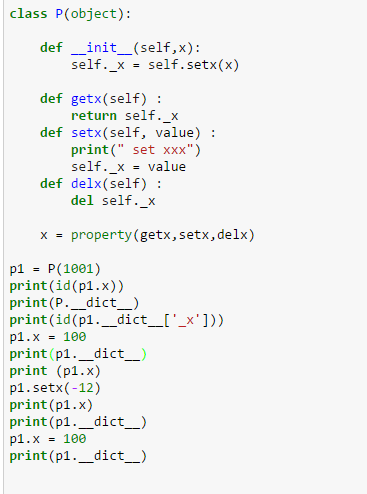 class P(object):
    def __init__(self,x):
        self._x = self.setx(x)
    def getx(self) :
        return self._x
    def setx(self, value) :
        print(" set xxx")
        self._x = value
    def delx(self) :
        del self._x
    x = property(getx,setx,delx)
p1 = P(1001)
print(id(p1.x))
print(P.__dict__)
print(id(p1.__dict__['_x']))
p1.x = 100
print(p1.__dict__)
print (p1.x)
p1.setx(-12)
print(p1.x)
print(p1.__dict__)
p1.x = 100
print(p1.__dict__)